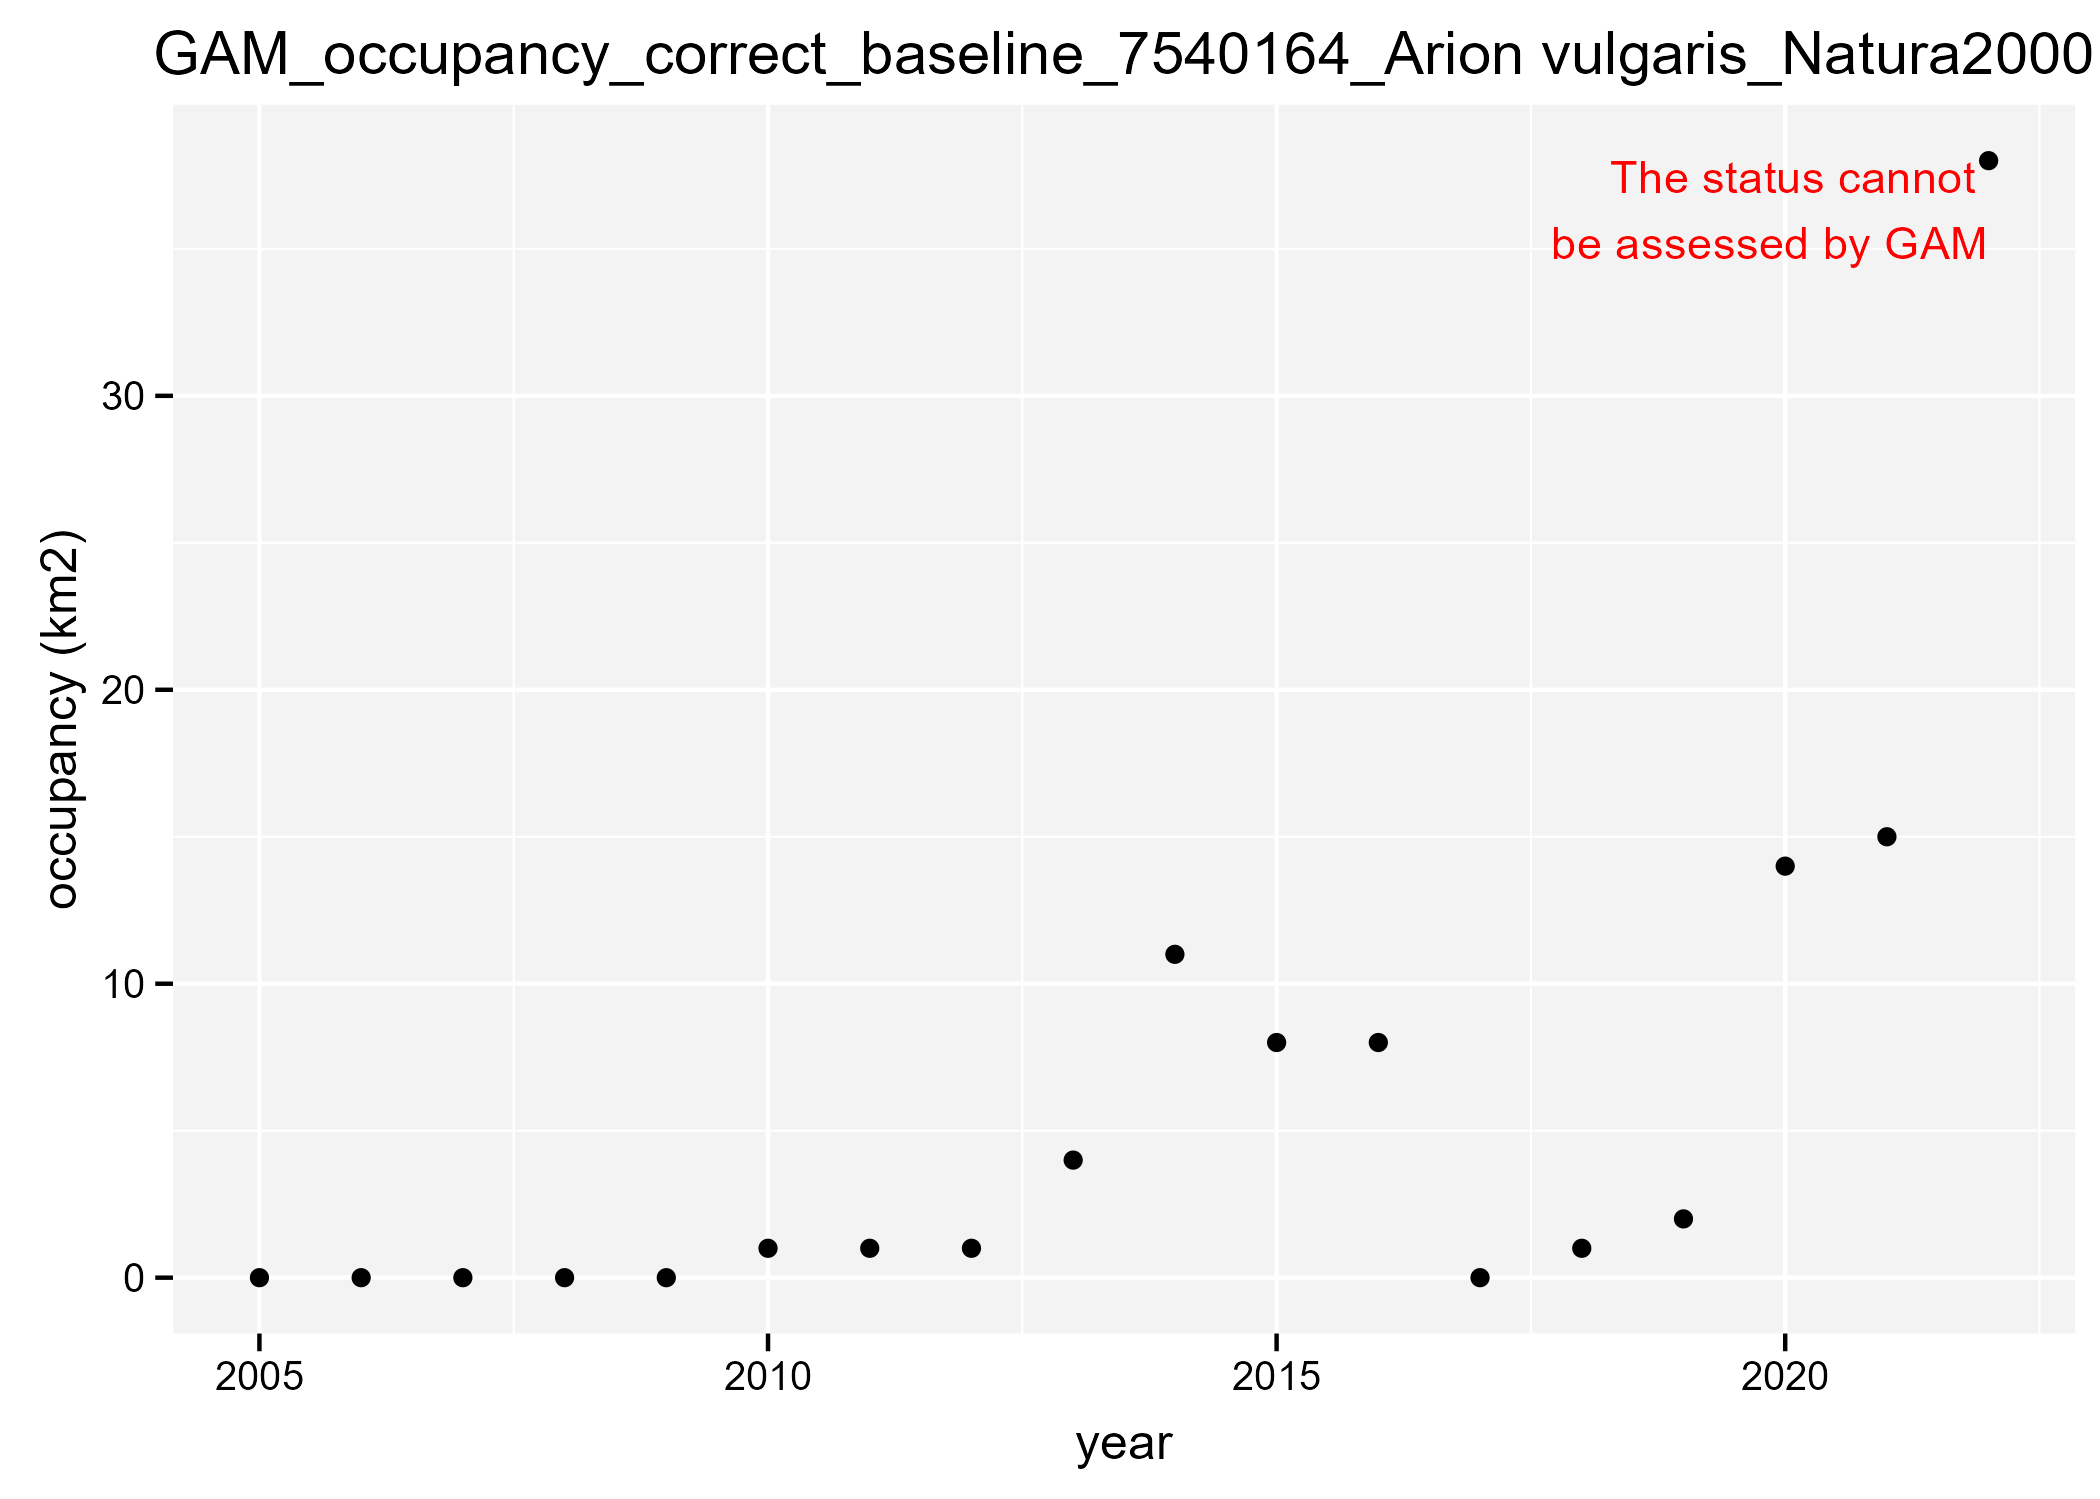 GAM_occupancy_correct_baseline_7540164_Arion vulgaris_Natura2000
The status cannot
be assessed by GAM
30
20
10
0
occupancy (km2)
2005 2010 2015 2020
year